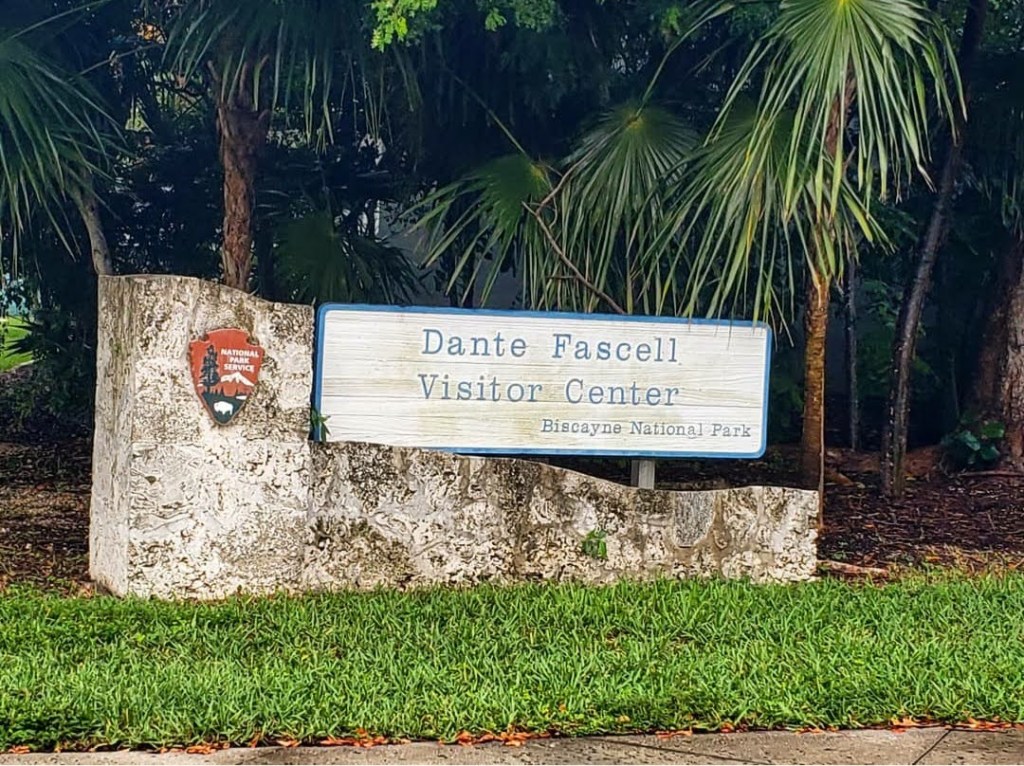 NATIONAL
PARK
SERVICE
Dante Fascell
Visitor Center
Biscayne National Park